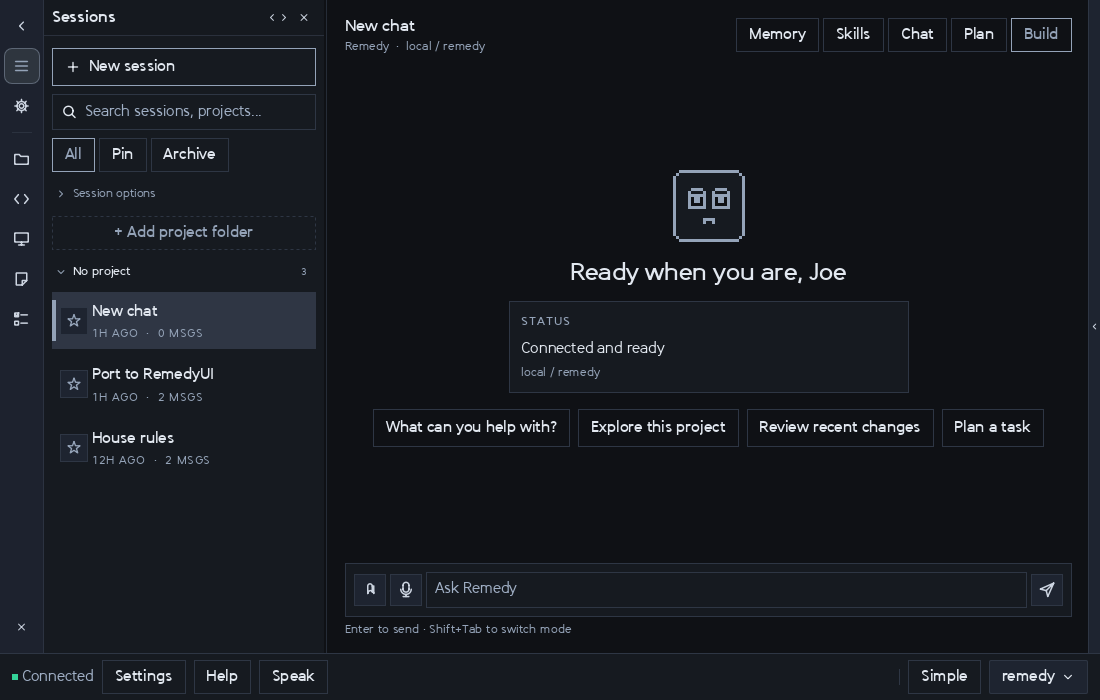 Sessions
New session
Search sessions, projects...
All
Pin
Archive
Session options
+ Add project folder
No project
3
New chat
1H AGO · 0 MSGS
Port to RemedyUI
1H AGO · 2 MSGS
House rules
12H AGO · 2 MSGS
New chat
Remedy · local / remedy
Memory
Skills
Chat
Plan
Build
Ready when you are, Joe
STATUS
Connected and ready
local / remedy
What can you help with?
Explore this project
Review recent changes
Plan a task
Ask Remedy
Enter to send · Shift+Tab to switch mode
Connected
Settings
Help
Speak
Simple
remedy